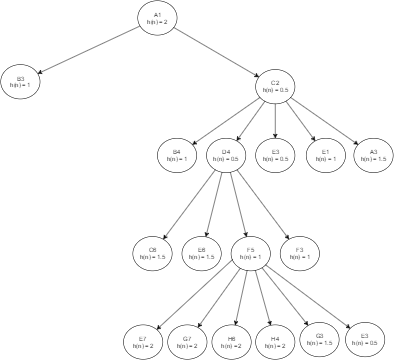 A1
h(n) = 2
B3
h(n) = 1
C2
h(n) = 0.5
B4
h(n) = 1
D4
h(n) = 0.5
E3
h(n) = 0.5
E1
h(n) = 1
A3
h(n) = 1.5
h(n) = 1.5
E6
h(n) = 1.5
F5
h(n) = 1
F3
h(n) = 1
E7
h(n) = 2
G7
h(n) = 2
H6
h(n) = 2
H4
h(n) = 2
G3
h(n) = 1.5
E3
h(n) = 0.5